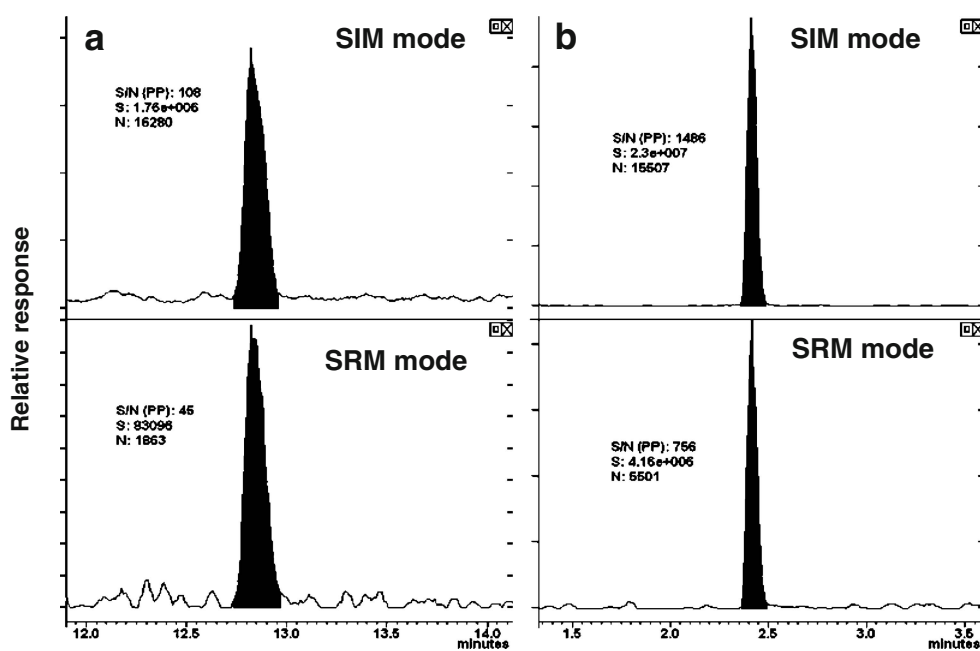 a
SIM mode
S/N (PP): 108
S: 1.76e+006
N: 16280
SRM mode
S/N (PP): 45
S: 83096
N: 1863
12.0 12.5 13.0 13.5 14.0
minutes
b
SIM mode
S/N (PP): 1486
S: 2.3e+007
N: 15507
SRM mode
S/N (PP): 756
S: 4.16e+006
N: 5501
1.5 2.0 2.5 3.0 3.5
minutes
Relative response